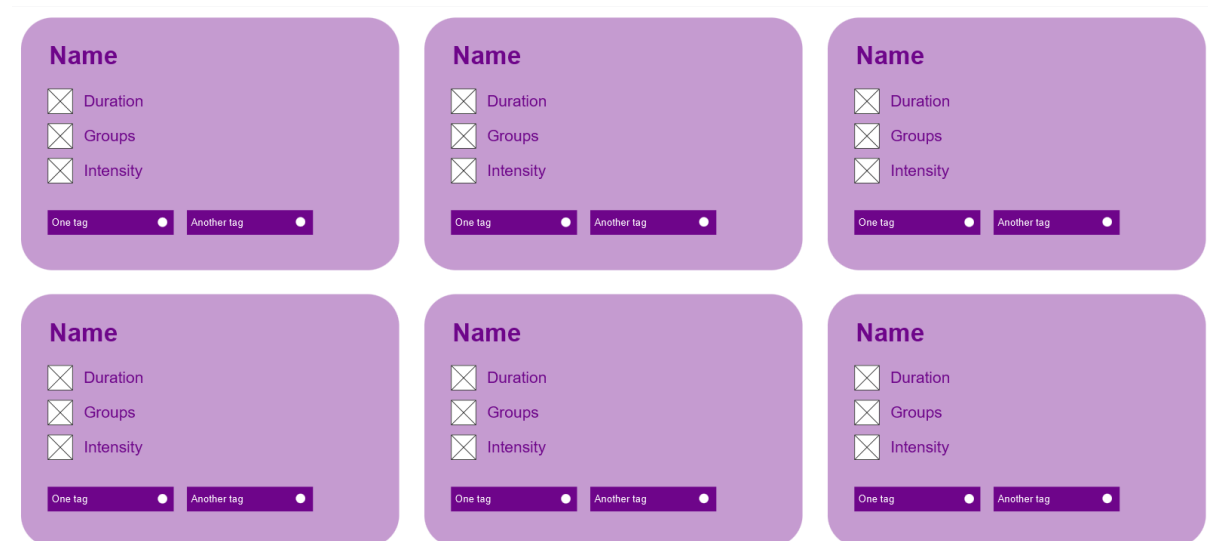 Name
Duration
Groups
Intensity
One tag Another tag
Name
Duration
Groups
Intensity
One tag Another tag
Name
Duration
Groups
Intensity
One tag Another tag
Name
Duration
Groups
Intensity
One tag Another tag
Name
Duration
Groups
Intensity
One tag Another tag
Name
Duration
Groups
Intensity
One tag Another tag